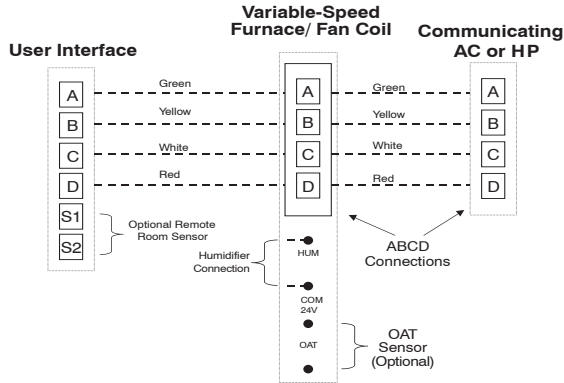 Variable-Speed
Furnace/ Fan Coil
Communicating
AC or HP
User Interface
A
Green
A
Green
A
B
Yellow
B
Yellow
B
C
White
C
White
C
D
Red
D
Red
D
S1
S2
Optional Remote
Room Sensor
Humidifier
Connection
HUM
COM
24V
ABCD
Connections
OAT
OAT
Sensor
(Optional)